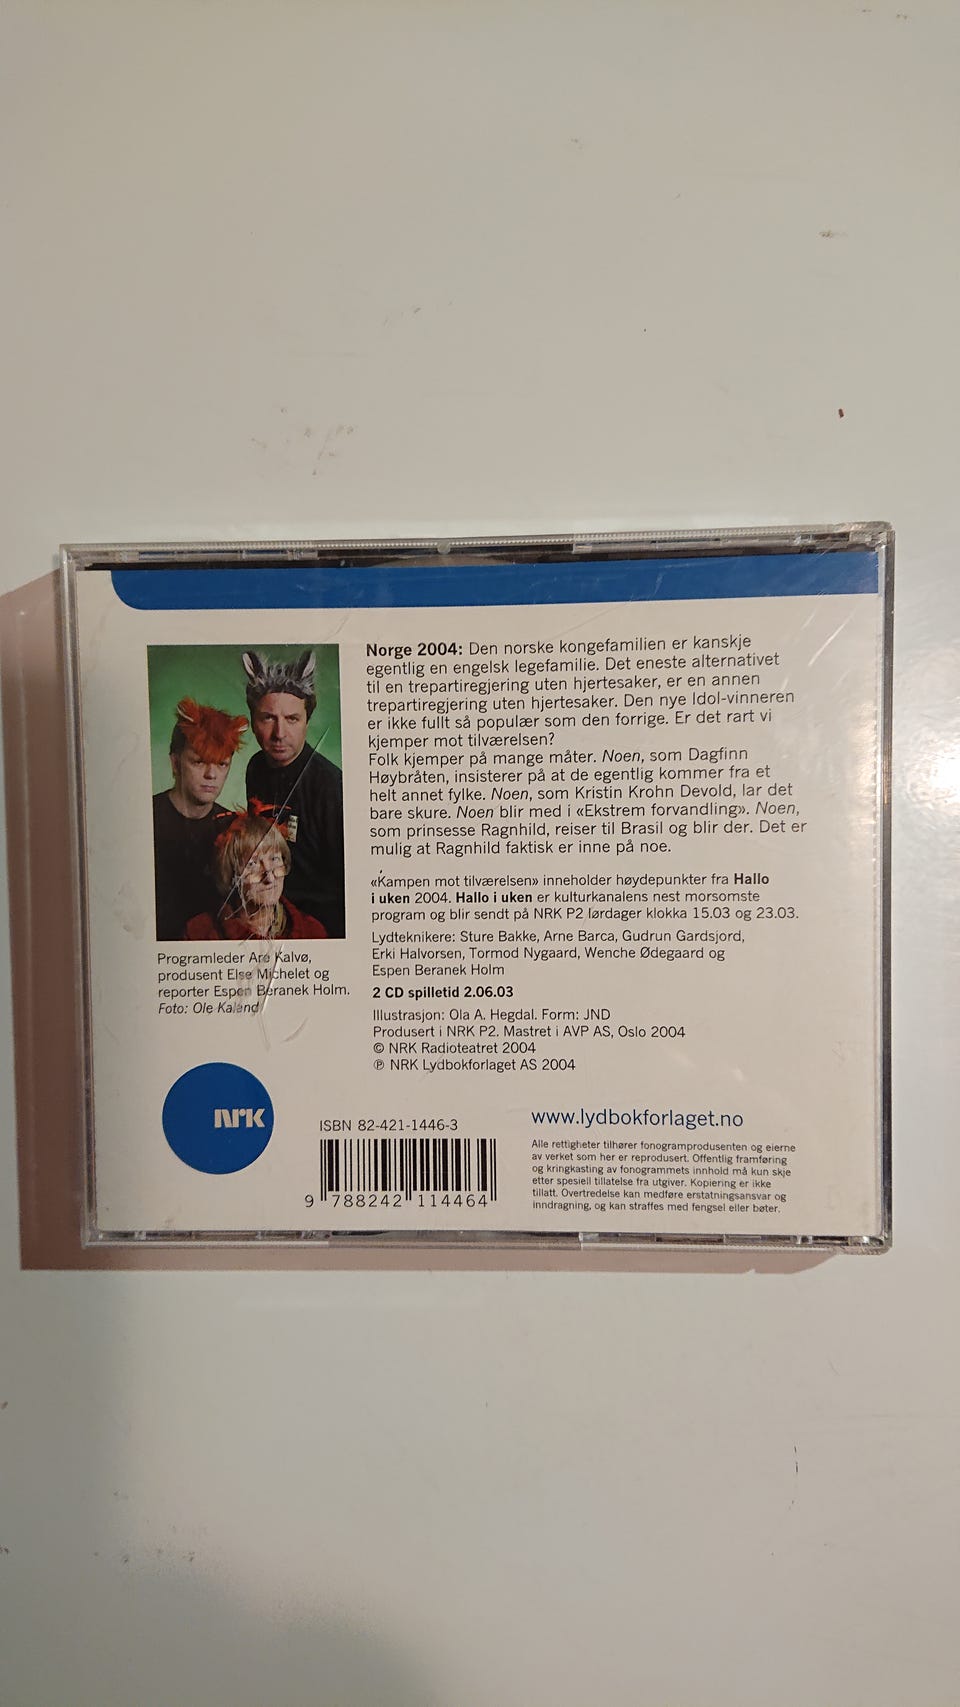 Norge 2004: Den norske kongefamilien er kanskje
egentlig en engelsk legefamilie. Det eneste alternativet
til en trepartiregjering uten hjertesaker, er en annen
trepartiregjering uten hjertesaker. Den nye Idol-vinneren
er ikke fullt så populær som den forrige. Er det rart vi
kjemper mot tilværelsen?
Folk kjemper på mange måter. Noen, som Dagfinn
Høybråten, insisterer på at de egentlig kommer fra et
helt annet fylke. Noen, som Kristin Krohn Devold, lar det
bare skure. Noen blir med i «Ekstrem forvandling». Noen,
som prinsesse Ragnhild, reiser til Brasil og blir der. Det er
mulig at Ragnhild faktisk er inne på noe.
«Kampen mot tilværelsen» inneholder høydepunkter fra Hallo
i uken 2004. Hallo i uken er kulturkanalens nest morsomste
program og blir sendt på NRK P2 lørdager klokka 15.03 og 23.03.
Lydteknikere: Sture Bakke, Arne Barca, Gudrun Gardsjord,
Erki Halvorsen, Tormod Nygaard, Wenche Ødegaard og
Espen Beranek Holm
2 CD spilletid 2.06.03
Illustrasjon: Ola A. Hegdal. Form: JND
Produsert i NRK P2. Mastret i AVP AS, Oslo 2004
© NRK Radioteatret 2004
℗ NRK Lydbokforlaget AS 2004
Programleder Are Kalvø,
produsent Else Michelet og
reporter Espen Beranek Holm.
Foto: Ole Kaland
NRK
ISBN 82-421-1446-3
9 788242 114464
www.lydbokforlaget.no
Alle rettigheter tilhører fonogramprodusenten og eierne
av verket som her er reprodusert. Offentlig framføring
og kringkasting av fonogrammets innhold må kun skje
etter spesiell tillatelse fra utgiver. Kopiering er ikke
tillatt. Overtredelse kan medføre erstatningsansvar og
inndragning, og kan straffes med fengsel eller bøter.